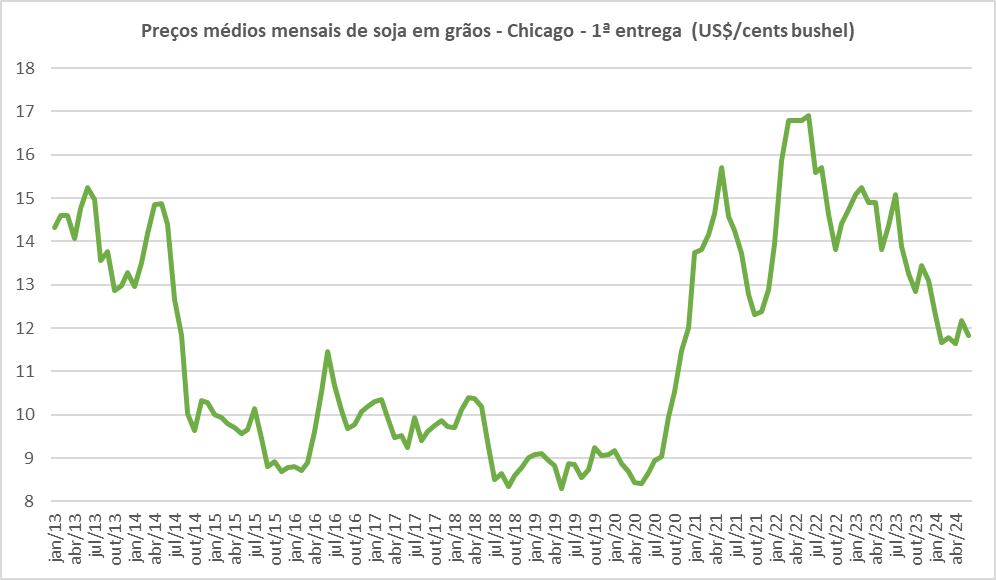 Preços médios mensais de soja em grãos - Chicago - 1ª entrega (US$/cents bushel)
18
17
16
15
14
13
12
11
10
9
8
jan/13
abr/13
jul/13
out/13
jan/14
abr/14
jul/14
out/14
jan/15
abr/15
jul/15
out/15
jan/16
abr/16
jul/16
out/16
jan/17
abr/17
jul/17
out/17
jan/18
abr/18
jul/18
out/18
jan/19
abr/19
jul/19
out/19
jan/20
abr/20
jul/20
out/20
jan/21
abr/21
jul/21
out/21
jan/22
abr/22
jul/22
out/22
jan/23
abr/23
jul/23
out/23
jan/24
abr/24